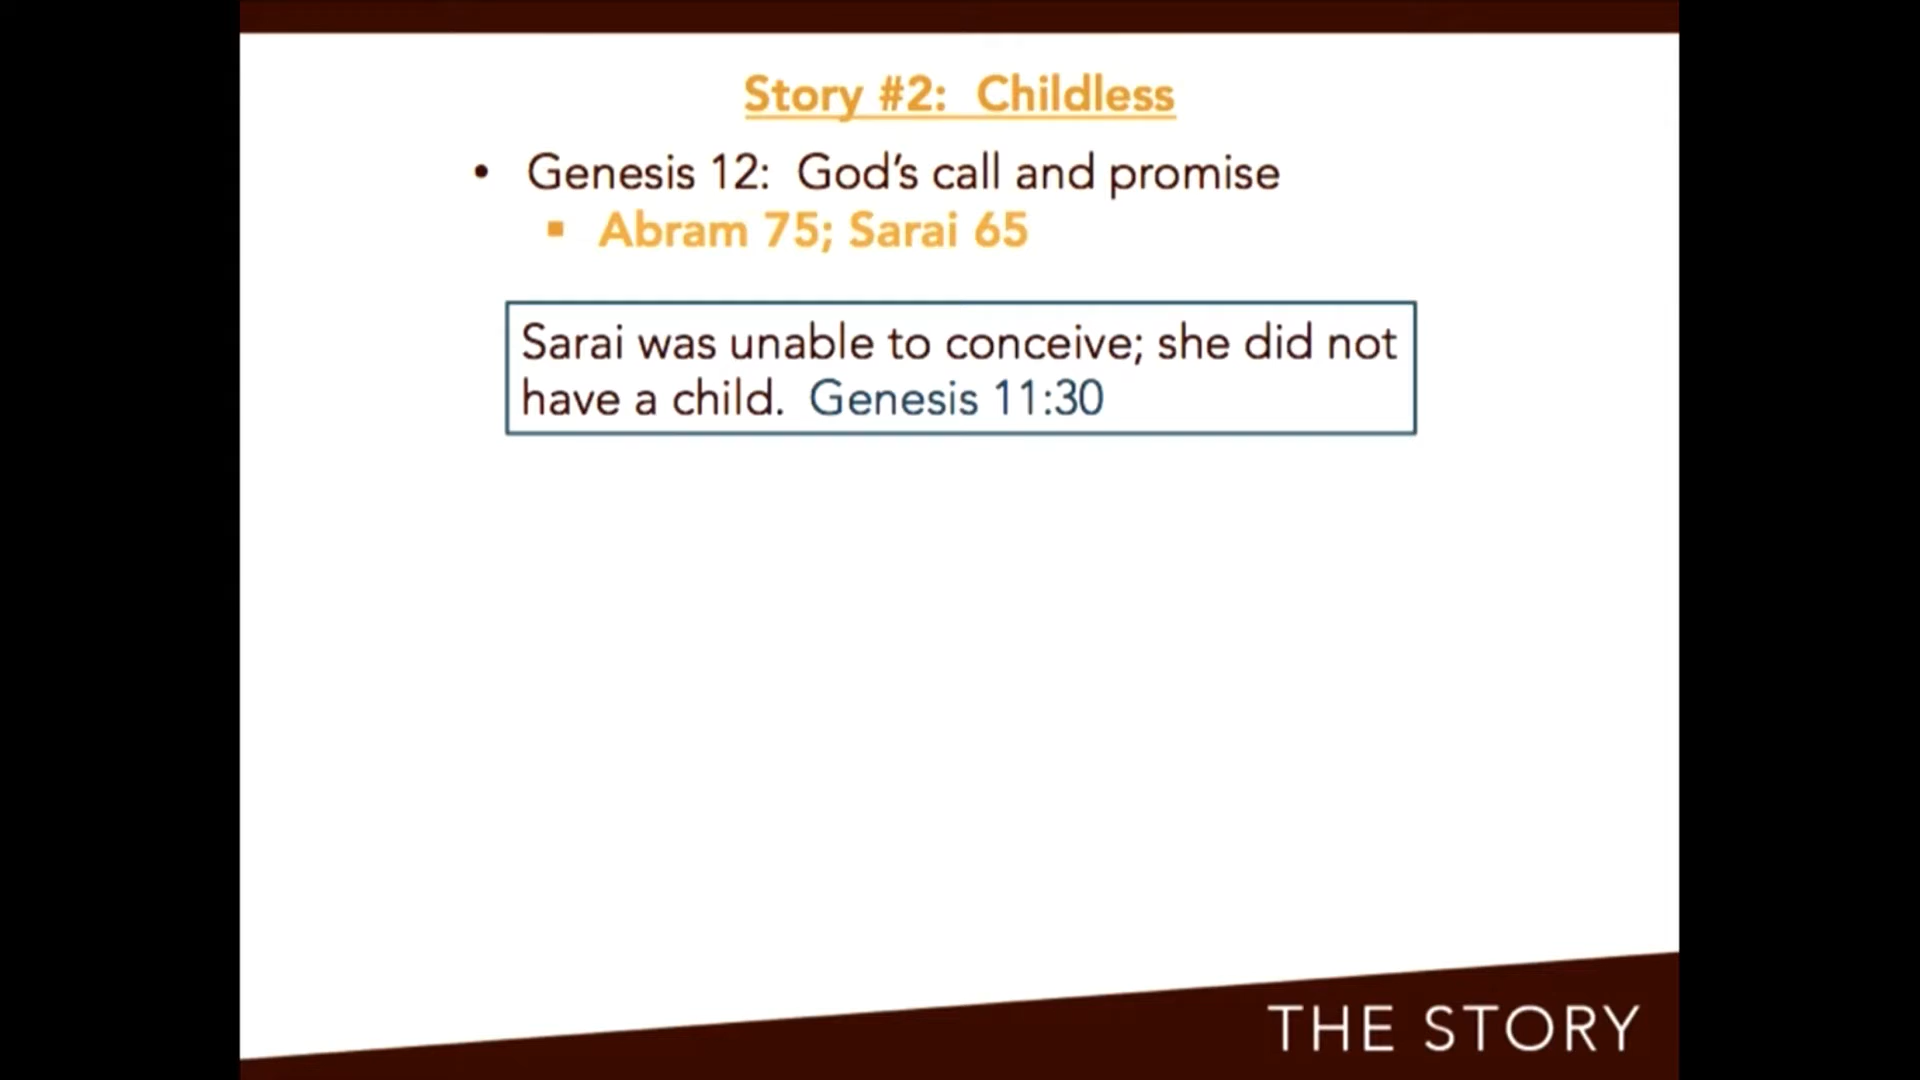 Story #2:  Childless
• Genesis 12:  God's call and promise
▪ Abram 75; Sarai 65
Sarai was unable to conceive; she did not
have a child.  Genesis 11:30
THE STORY